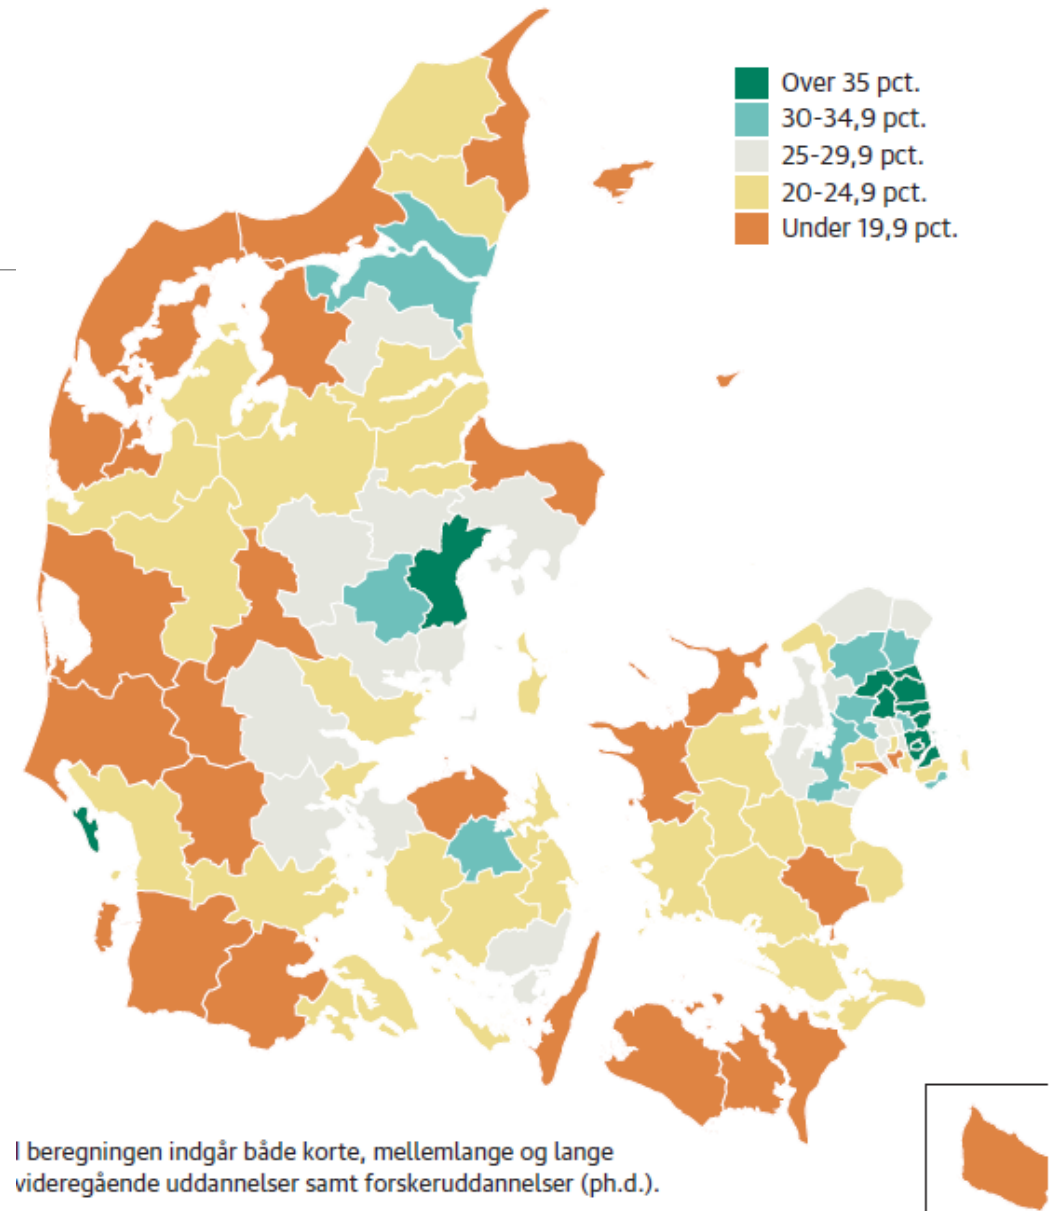 Over 35 pct.
30-34,9 pct.
25-29,9 pct.
20-24,9 pct.
Under 19,9 pct.
I beregningen indgår både korte, mellemlange og lange
videregående uddannelser samt forskeruddannelser (ph.d.).